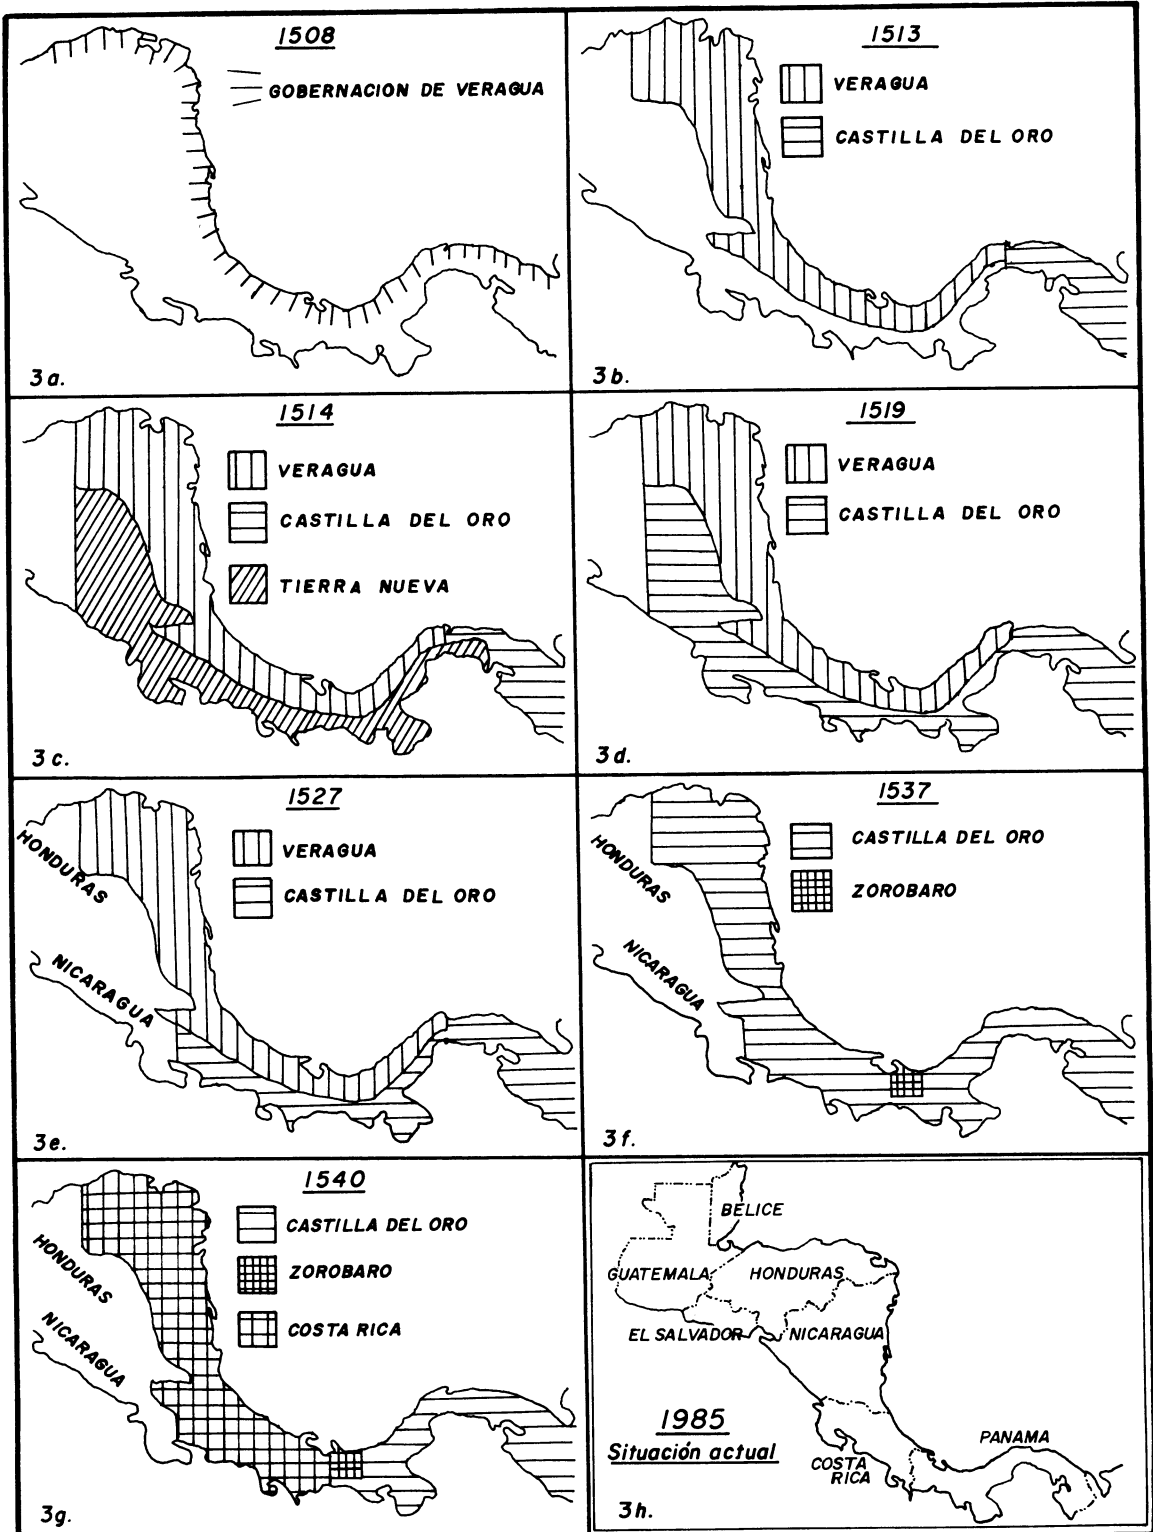 1508
GOBERNACION DE VERAGUA
3a.
1513
VERAGUA
CASTILLA DEL ORO
3b.
1514
VERAGUA
CASTILLA DEL ORO
TIERRA NUEVA
3c.
1519
VERAGUA
CASTILLA DEL ORO
3d.
1527
VERAGUA
CASTILLA DEL ORO
HONDURAS
NICARAGUA
3e.
1537
CASTILLA DEL ORO
ZOROBARO
HONDURAS
NICARAGUA
3f.
1540
CASTILLA DEL ORO
ZOROBARO
COSTA RICA
HONDURAS
NICARAGUA
3g.
BELICE
GUATEMALA
HONDURAS
EL SALVADOR
NICARAGUA
1985
Situación actual
COSTA
RICA
PANAMA
3h.